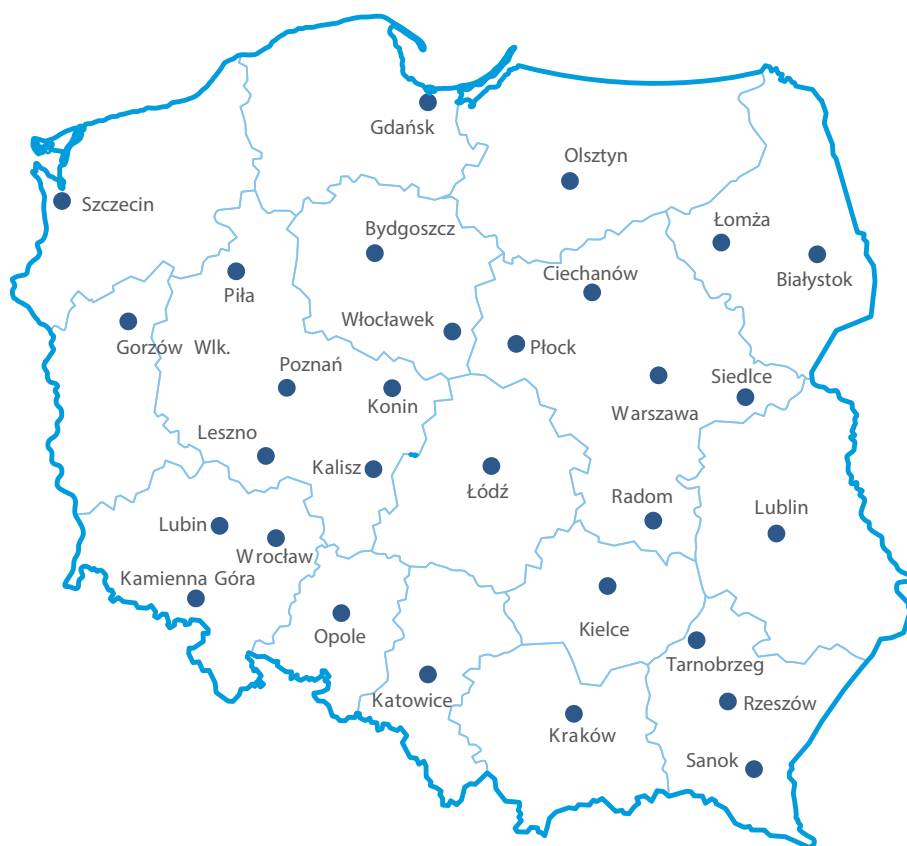 Gdańsk
Olsztyn
Szczecin
Łomża
Bydgoszcz
Białystok
Ciechanów
Piła
Włocławek
Gorzów Wlk.
Płock
Poznań
Siedlce
Konin
Warszawa
Leszno
Kalisz
Łódź
Radom
Lublin
Lubin
Wrocław
Kamienna Góra
Kielce
Opole
Tarnobrzeg
Katowice
Rzeszów
Kraków
Sanok